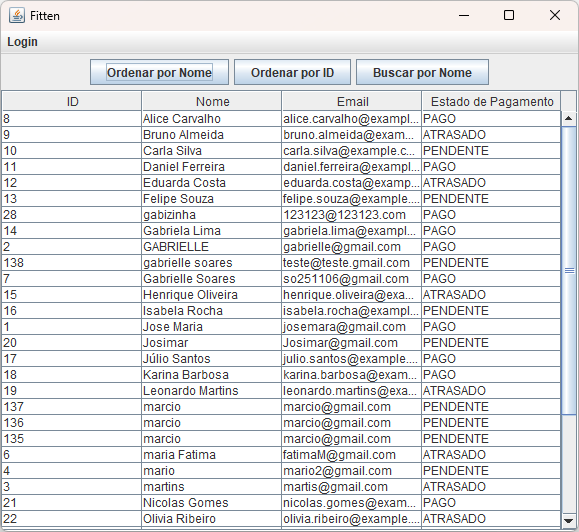 Fitten
Login
Ordenar por Nome Ordenar por ID Buscar por Nome
ID Nome Email Estado de Pagamento
8 Alice Carvalho alice.carvalho@exampl... PAGO
9 Bruno Almeida bruno.almeida@exam... ATRASADO
10 Carla Silva carla.silva@example.c... PENDENTE
11 Daniel Ferreira daniel.ferreira@exampl... PAGO
12 Eduarda Costa eduarda.costa@examp... ATRASADO
13 Felipe Souza felipe.souza@example.... PENDENTE
28 gabizinha 123123@123123.com PAGO
14 Gabriela Lima gabriela.lima@exampl... PAGO
2 GABRIELLE gabrielle@gmail.com PAGO
138 gabrielle soares teste@teste.gmail.com PENDENTE
7 Gabrielle Soares so251106@gmail.com PAGO
15 Henrique Oliveira henrique.oliveira@exa... ATRASADO
16 Isabela Rocha isabela.rocha@exampl... PENDENTE
1 Jose Maria josemara@gmail.com PAGO
20 Josimar Josimar@gmail.com PENDENTE
17 Júlio Santos julio.santos@example.... PAGO
18 Karina Barbosa karina.barbosa@exam... PAGO
19 Leonardo Martins leonardo.martins@exa... ATRASADO
137 marcio marcio@gmail.com PENDENTE
136 marcio marcio@gmail.com PENDENTE
135 marcio marcio@gmail.com PENDENTE
6 maria Fatima fatimaM@gmail.com ATRASADO
4 mario mario2@gmail.com PENDENTE
3 martins martis@gmail.com ATRASADO
21 Nicolas Gomes nicolas.gomes@exam... PAGO
22 Olivia Ribeiro olivia.ribeiro@example... ATRASADO